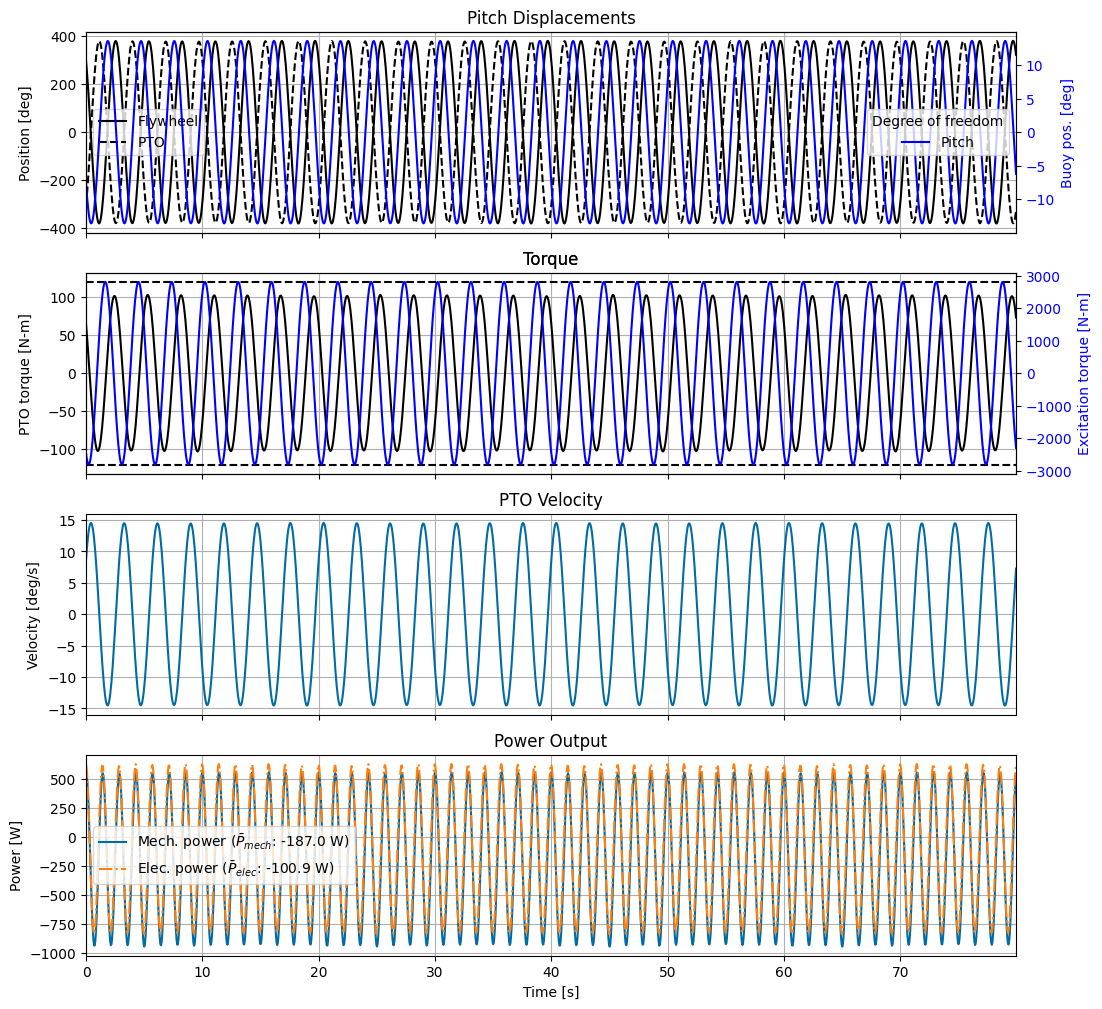 Pitch Displacements
Position [deg]
400
200
0
−200
−400
Flywheel
PTO
Degree of freedom
Pitch
10
5
0
−5
−10
Buoy pos. [deg]
Torque
PTO torque [N-m]
100
50
0
−50
−100
3000
2000
1000
0
−1000
−2000
−3000
Excitation torque [N-m]
PTO Velocity
Velocity [deg/s]
15
10
5
0
−5
−10
−15
Power Output
Power [W]
500
250
0
−250
−500
−750
−1000
Mech. power (P̄mech: -187.0 W)
Elec. power (P̄elec: -100.9 W)
0 10 20 30 40 50 60 70
Time [s]